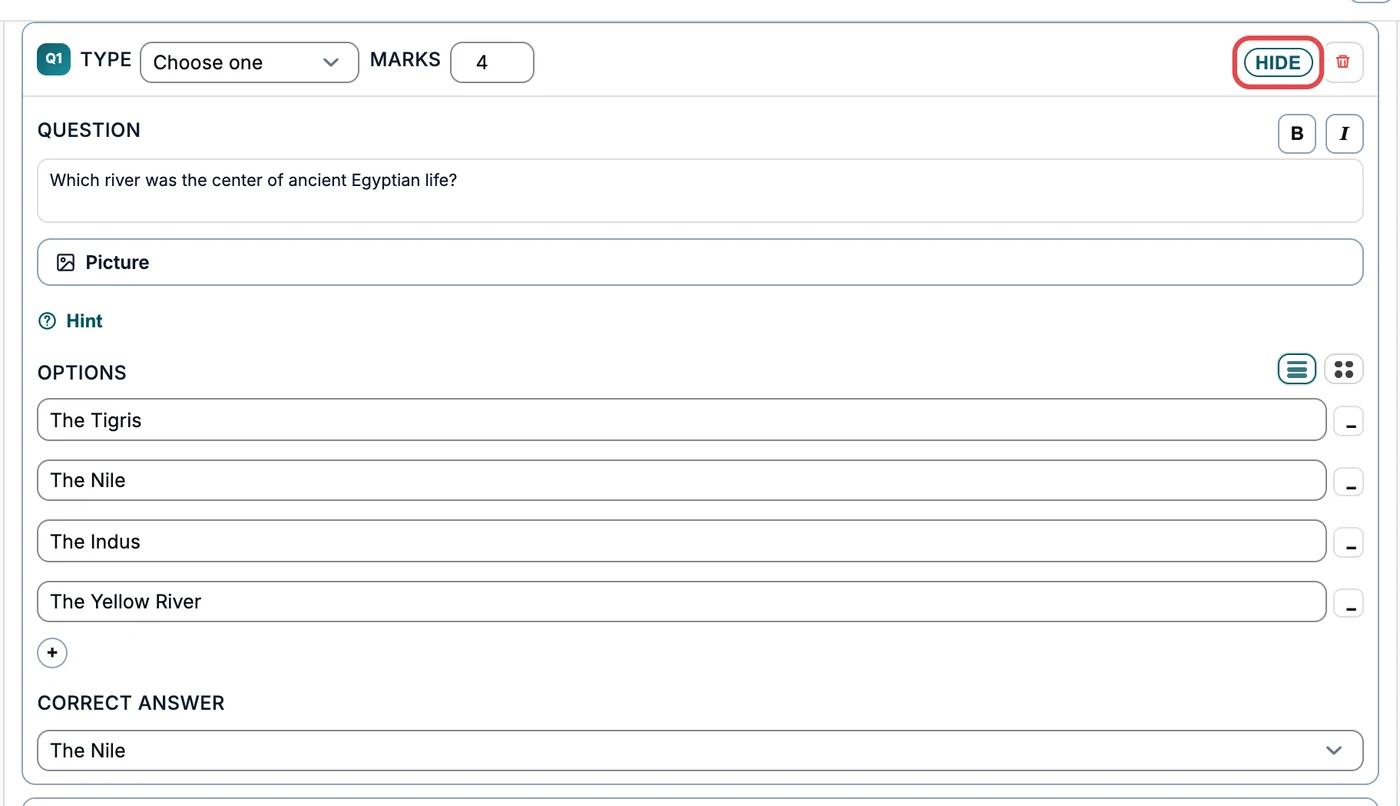 Q1 TYPE Choose one MARKS 4 HIDE
QUESTION B I
Which river was the center of ancient Egyptian life?
Picture
Hint
OPTIONS
The Tigris
The Nile
The Indus
The Yellow River
+
CORRECT ANSWER
The Nile